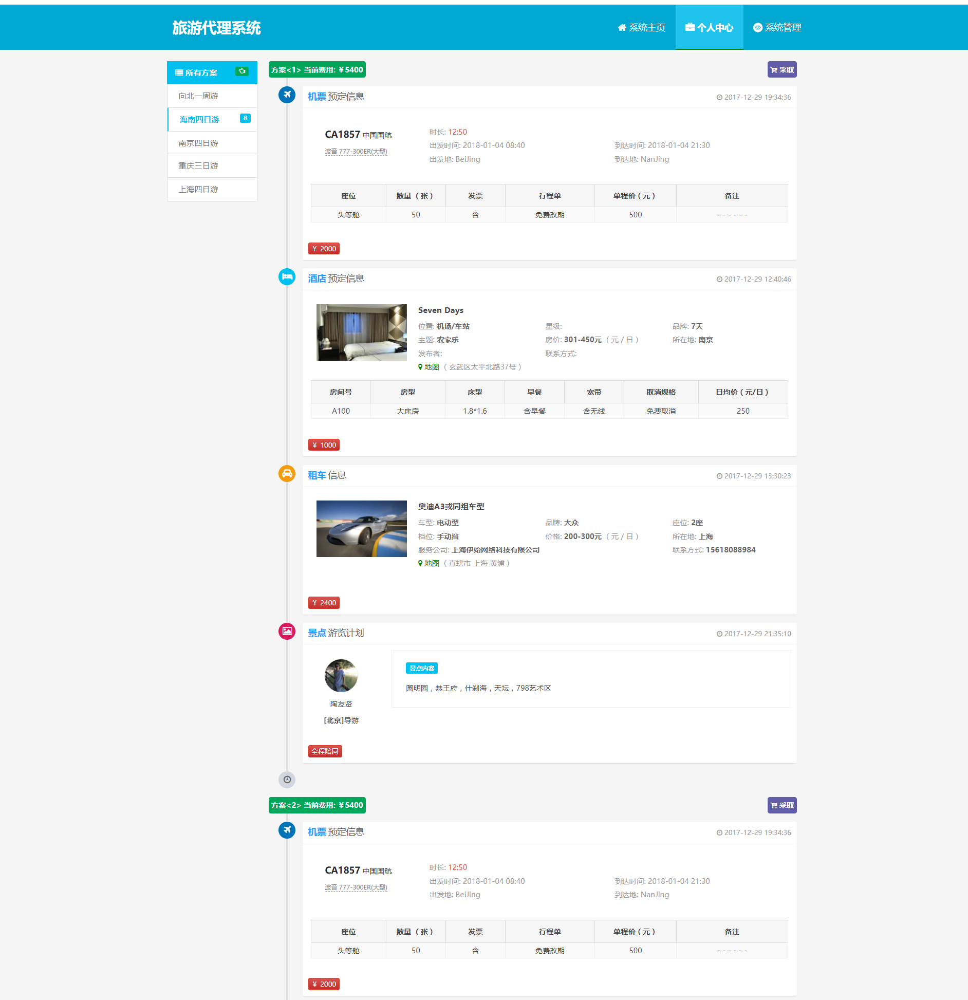 旅游代理系统
系统主页
个人中心
系统管理
所有方案
向北一周游
海南四日游 8
南京四日游
重庆三日游
上海四日游
方案<1> 当前费用: ¥5400
采取
机票 预定信息
2017-12-29 19:34:36
CA1857 中国国航
波音 777-300ER(大型)
时长: 12:50
出发时间: 2018-01-04 08:40
到达时间: 2018-01-04 21:30
出发地: BeiJing
到达地: NanJing
座位 数量（张） 发票 行程单 单程价（元） 备注
头等舱 50 含 免费改期 500 - - - - - -
¥ 2000
酒店 预定信息
2017-12-29 12:40:46
Seven Days
位置: 机场/车站 星级: 品牌: 7天
主题: 农家乐 房价: 301-450元（元 / 日） 所在地: 南京
发布者: 联系方式:
地图（玄武区太平北路37号）
房间号 房型 床型 早餐 宽带 取消规格 日均价（元/日）
A100 大床房 1.8*1.6 含早餐 含无线 免费取消 250
¥ 1000
租车 信息
2017-12-29 13:30:23
奥迪A3或同组车型
车型: 电动型 品牌: 大众 座位: 2座
档位: 手动挡 价格: 200-300元（元 / 日） 所在地: 上海
服务公司: 上海伊始网络科技有限公司 联系方式: 15618088984
地图（直辖市 上海 黄浦）
¥ 2400
景点 游览计划
2017-12-29 21:35:10
陶友贤
[北京]导游
景点内容
圆明园，恭王府，什刹海，天坛，798艺术区
全程陪同
方案<2> 当前费用: ¥5400
采取
机票 预定信息
2017-12-29 19:34:36
CA1857 中国国航
波音 777-300ER(大型)
时长: 12:50
出发时间: 2018-01-04 08:40
到达时间: 2018-01-04 21:30
出发地: BeiJing
到达地: NanJing
座位 数量（张） 发票 行程单 单程价（元） 备注
头等舱 50 含 免费改期 500 - - - - - -
¥ 2000